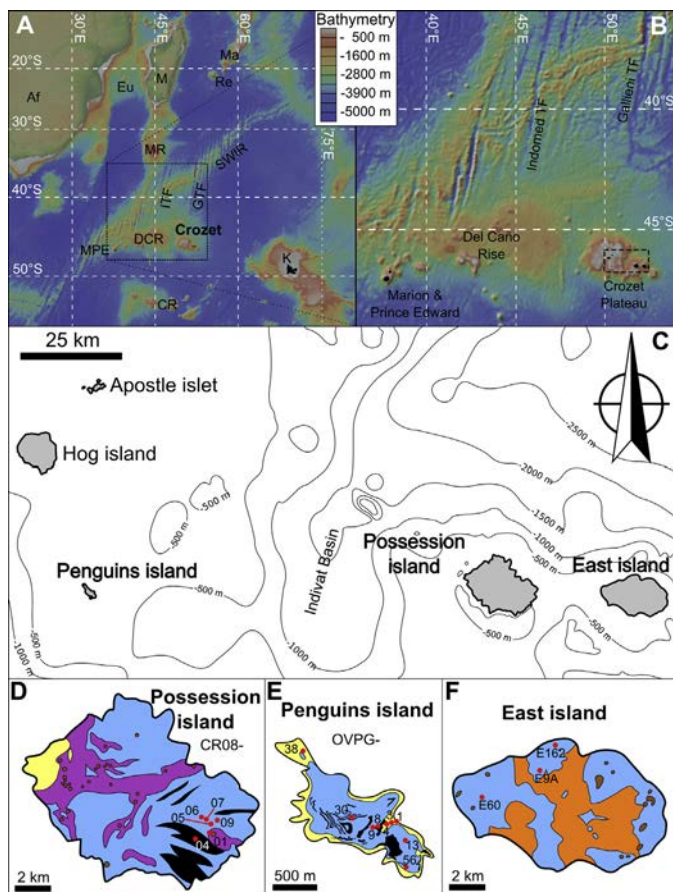 A
30°E
45°E
60°E
75°E
20°S
30°S
40°S
50°S
Af
Eu
M
Ma
Re
MR
SWIR
ITF
GTF
MPE
DCR
Crozet
K
CR
Bathymetry
- 500 m
-1600 m
-2800 m
-3900 m
-5000 m
B
40°E
45°E
50°E
40°S
45°S
Indomed TF
Gallieni TF
Del Cano
Rise
Marion &
Prince Edward
Crozet
Plateau
C
25 km
Apostle islet
Hog island
Penguins island
Indivat Basin
Possession
island
East island
-2500 m
-2000 m
-1500 m
-1000 m
-500 m
-500 m
-500 m
-500 m
-500 m
-500 m
-1000 m
-1000 m
D
Possession
island
CR08-
07
06
05
09
01
04
2 km
E
Penguins island
OVPG-
38
30
8
1
9
13
56
500 m
F
East island
E162
E9A
E60
2 km